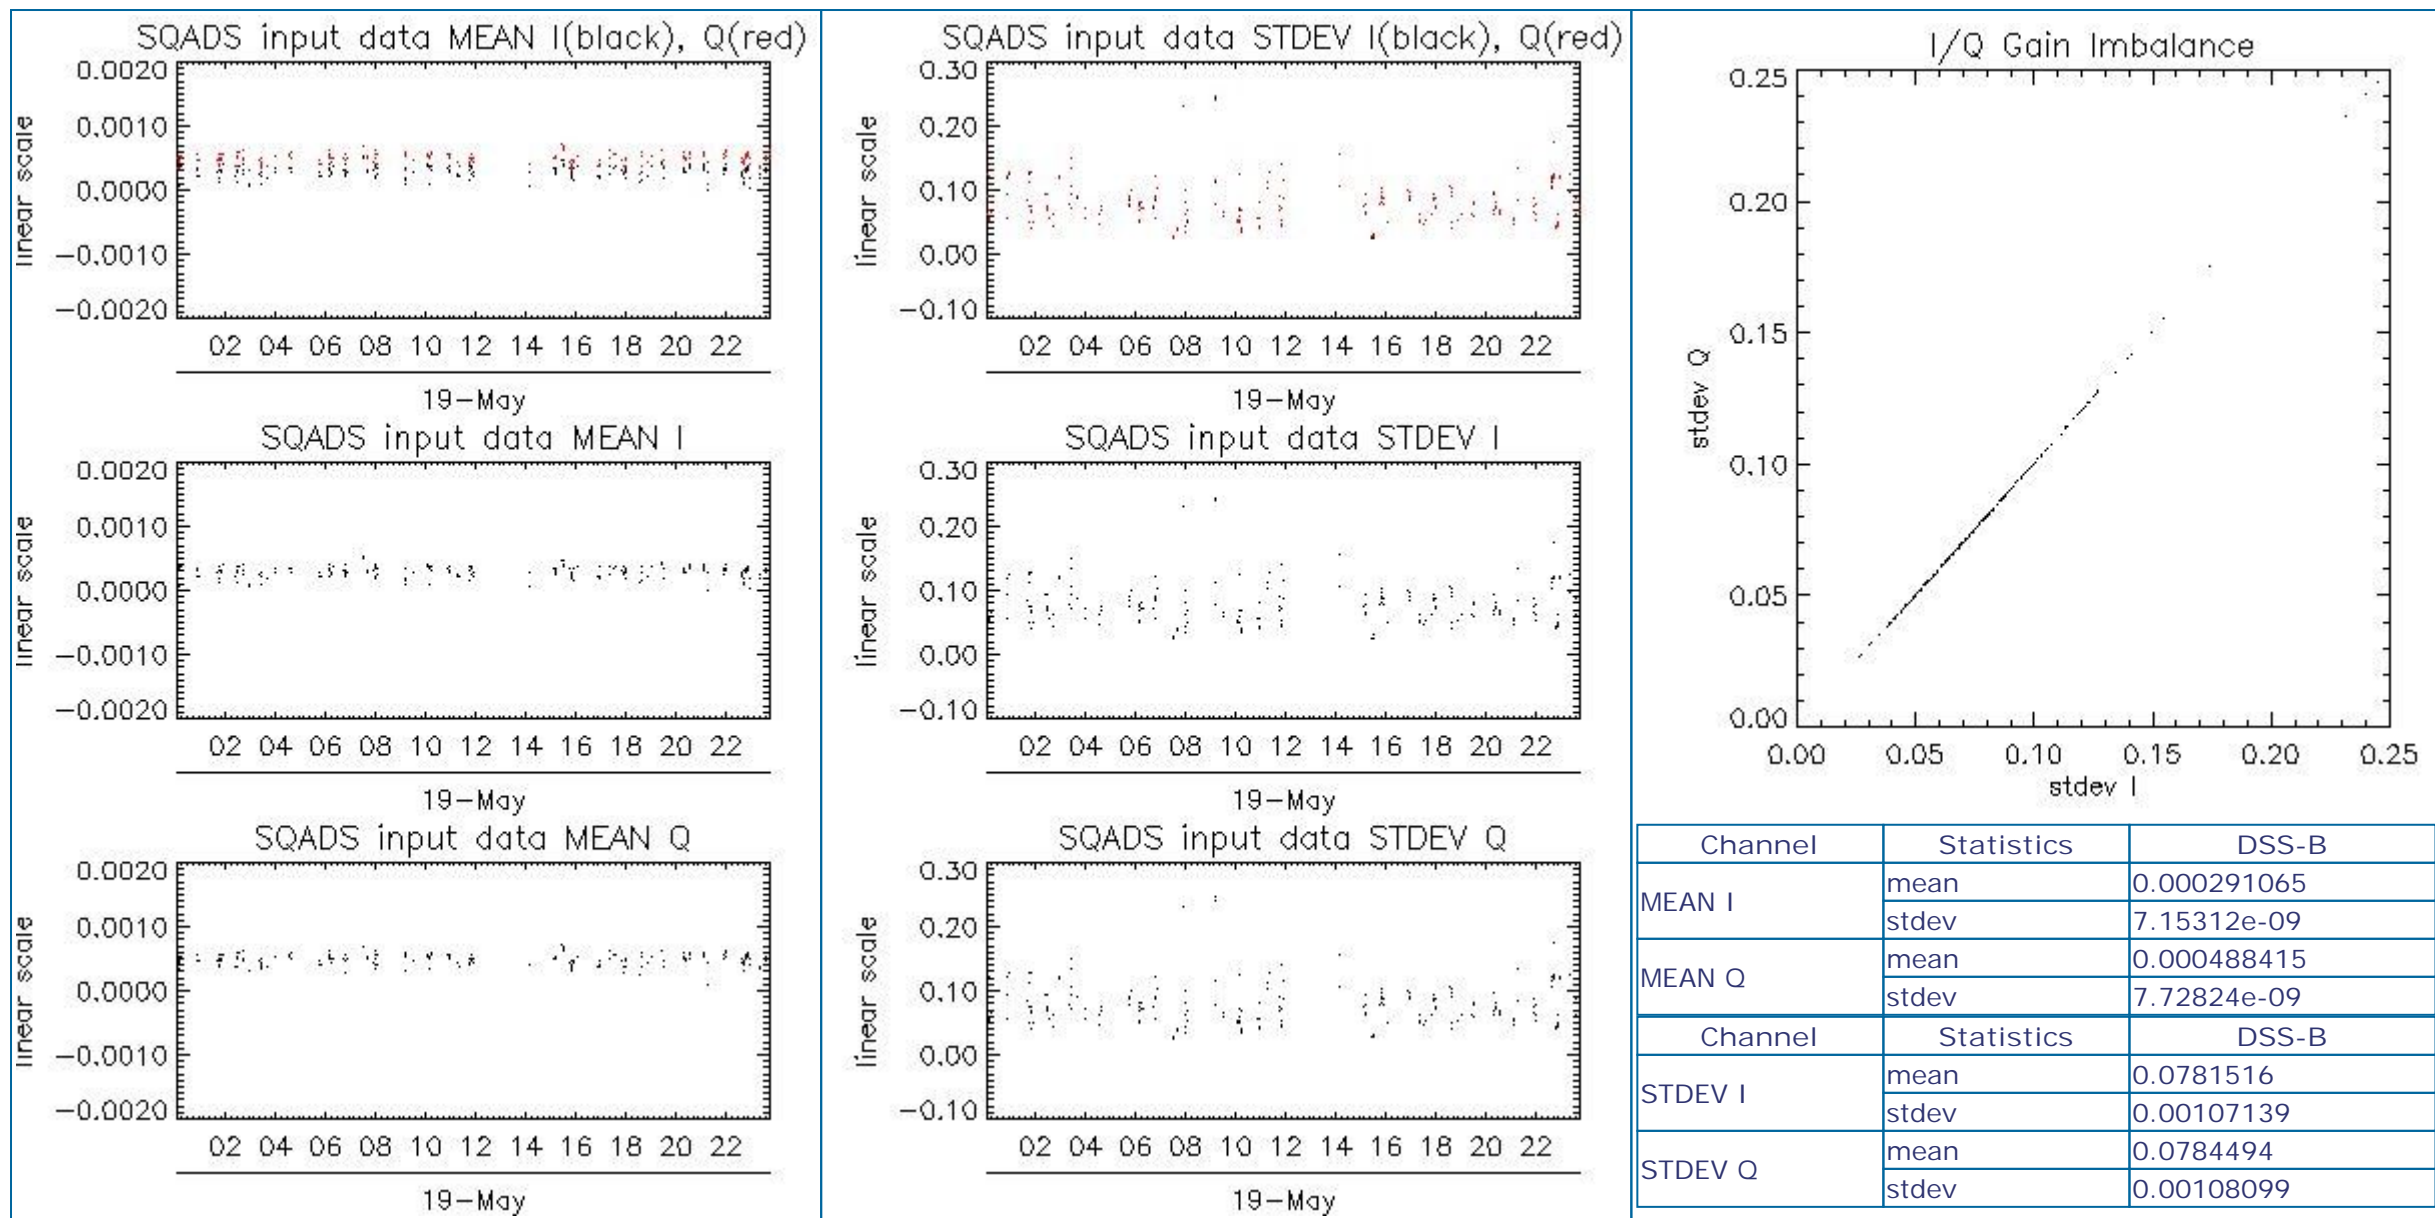 SQADS input data MEAN I(black), Q(red)
0.0020
0.0010
0.0000
−0.0010
−0.0020
linear scale
02 04 06 08 10 12 14 16 18 20 22
19−May
SQADS input data MEAN I
0.0020
0.0010
0.0000
−0.0010
−0.0020
linear scale
02 04 06 08 10 12 14 16 18 20 22
19−May
SQADS input data MEAN Q
0.0020
0.0010
0.0000
−0.0010
−0.0020
linear scale
02 04 06 08 10 12 14 16 18 20 22
19−May
SQADS input data STDEV I(black), Q(red)
0.30
0.20
0.10
0.00
−0.10
linear scale
02 04 06 08 10 12 14 16 18 20 22
19−May
SQADS input data STDEV I
0.30
0.20
0.10
0.00
−0.10
linear scale
02 04 06 08 10 12 14 16 18 20 22
19−May
SQADS input data STDEV Q
0.30
0.20
0.10
0.00
−0.10
linear scale
02 04 06 08 10 12 14 16 18 20 22
19−May
I/Q Gain Imbalance
0.25
0.20
0.15
0.10
0.05
0.00
stdev Q
0.00 0.05 0.10 0.15 0.20 0.25
stdev I
Channel Statistics DSS-B
MEAN I mean 0.000291065
stdev 7.15312e-09
MEAN Q mean 0.000488415
stdev 7.72824e-09
Channel Statistics DSS-B
STDEV I mean 0.0781516
stdev 0.00107139
STDEV Q mean 0.0784494
stdev 0.00108099